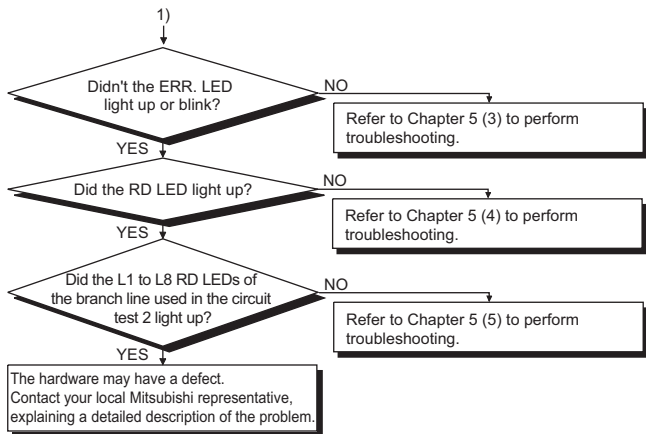 1)
Didn't the ERR. LED
light up or blink?
NO
Refer to Chapter 5 (3) to perform
troubleshooting.
YES
Did the RD LED light up?
NO
Refer to Chapter 5 (4) to perform
troubleshooting.
YES
Did the L1 to L8 RD LEDs of
the branch line used in the circuit
test 2 light up?
NO
Refer to Chapter 5 (5) to perform
troubleshooting.
YES
The hardware may have a defect.
Contact your local Mitsubishi representative,
explaining a detailed description of the problem.